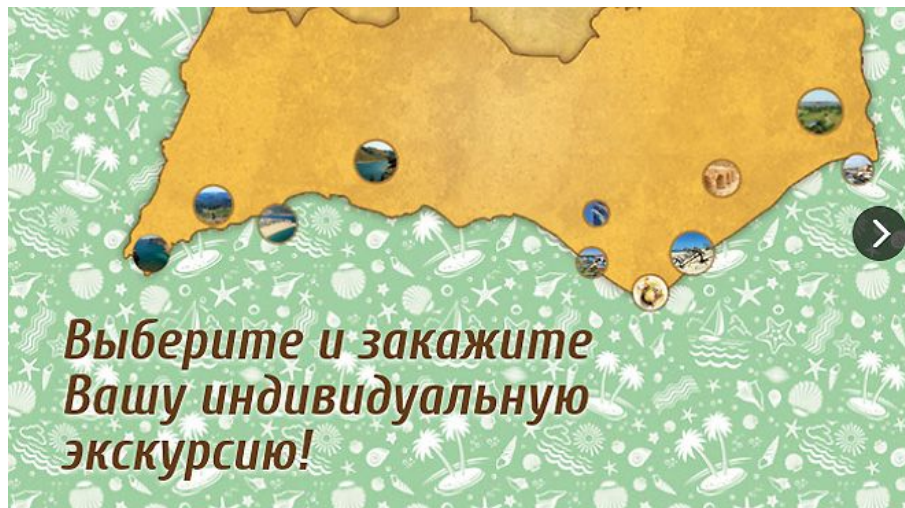 Выберите и закажите
Вашу индивидуальную
экскурсию!